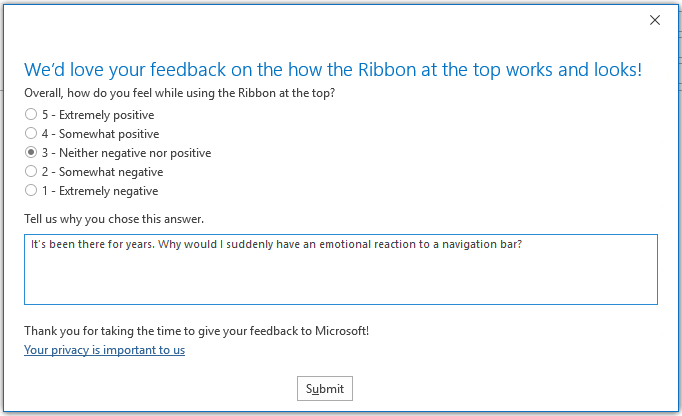 We'd love your feedback on the how the Ribbon at the top works and looks!
Overall, how do you feel while using the Ribbon at the top?
5 - Extremely positive
4 - Somewhat positive
3 - Neither negative nor positive
2 - Somewhat negative
1 - Extremely negative
Tell us why you chose this answer.
It's been there for years. Why would I suddenly have an emotional reaction to a navigation bar?
Thank you for taking the time to give your feedback to Microsoft!
Your privacy is important to us
Submit